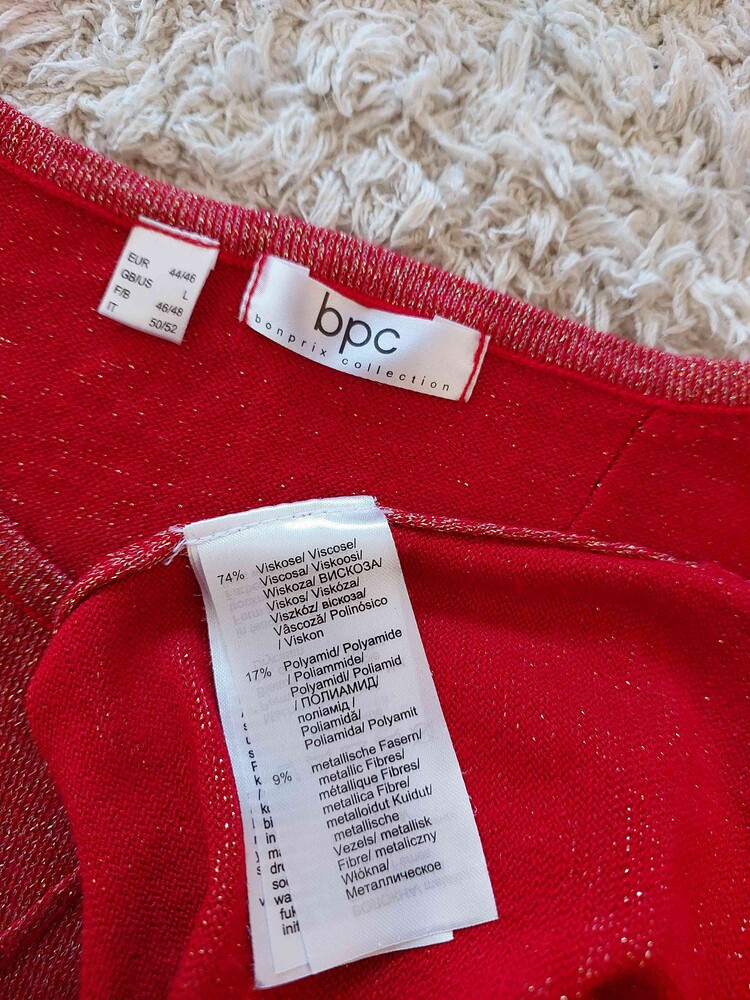 EUR 44/46
GB/US L
F/B 46/48
IT 50/52
bpc
bonprix collection
74% Viskose/ Viscose/
Viscosa/ Viskoosi/
Wiskoza/ ВИСКОЗА/
Viskos/ Viskóza/
Viszkóz/ віскоза/
Vâscoză/ Polinósico
/ Viskon
17% Polyamid/ Polyamide
/ Poliammide/
Polyamidi/ Poliamid
/ ПОЛИАМИД/
поліамід /
Poliamidă/
Poliamida/ Polyamit
9% metallische Fasern/
metallic Fibres/
métallique Fibres/
metallica Fibre/
metalloidut Kuidut/
metallische
Vezels/ metallisk
Fibre/ metaliczny
Włókna/
Металлическое